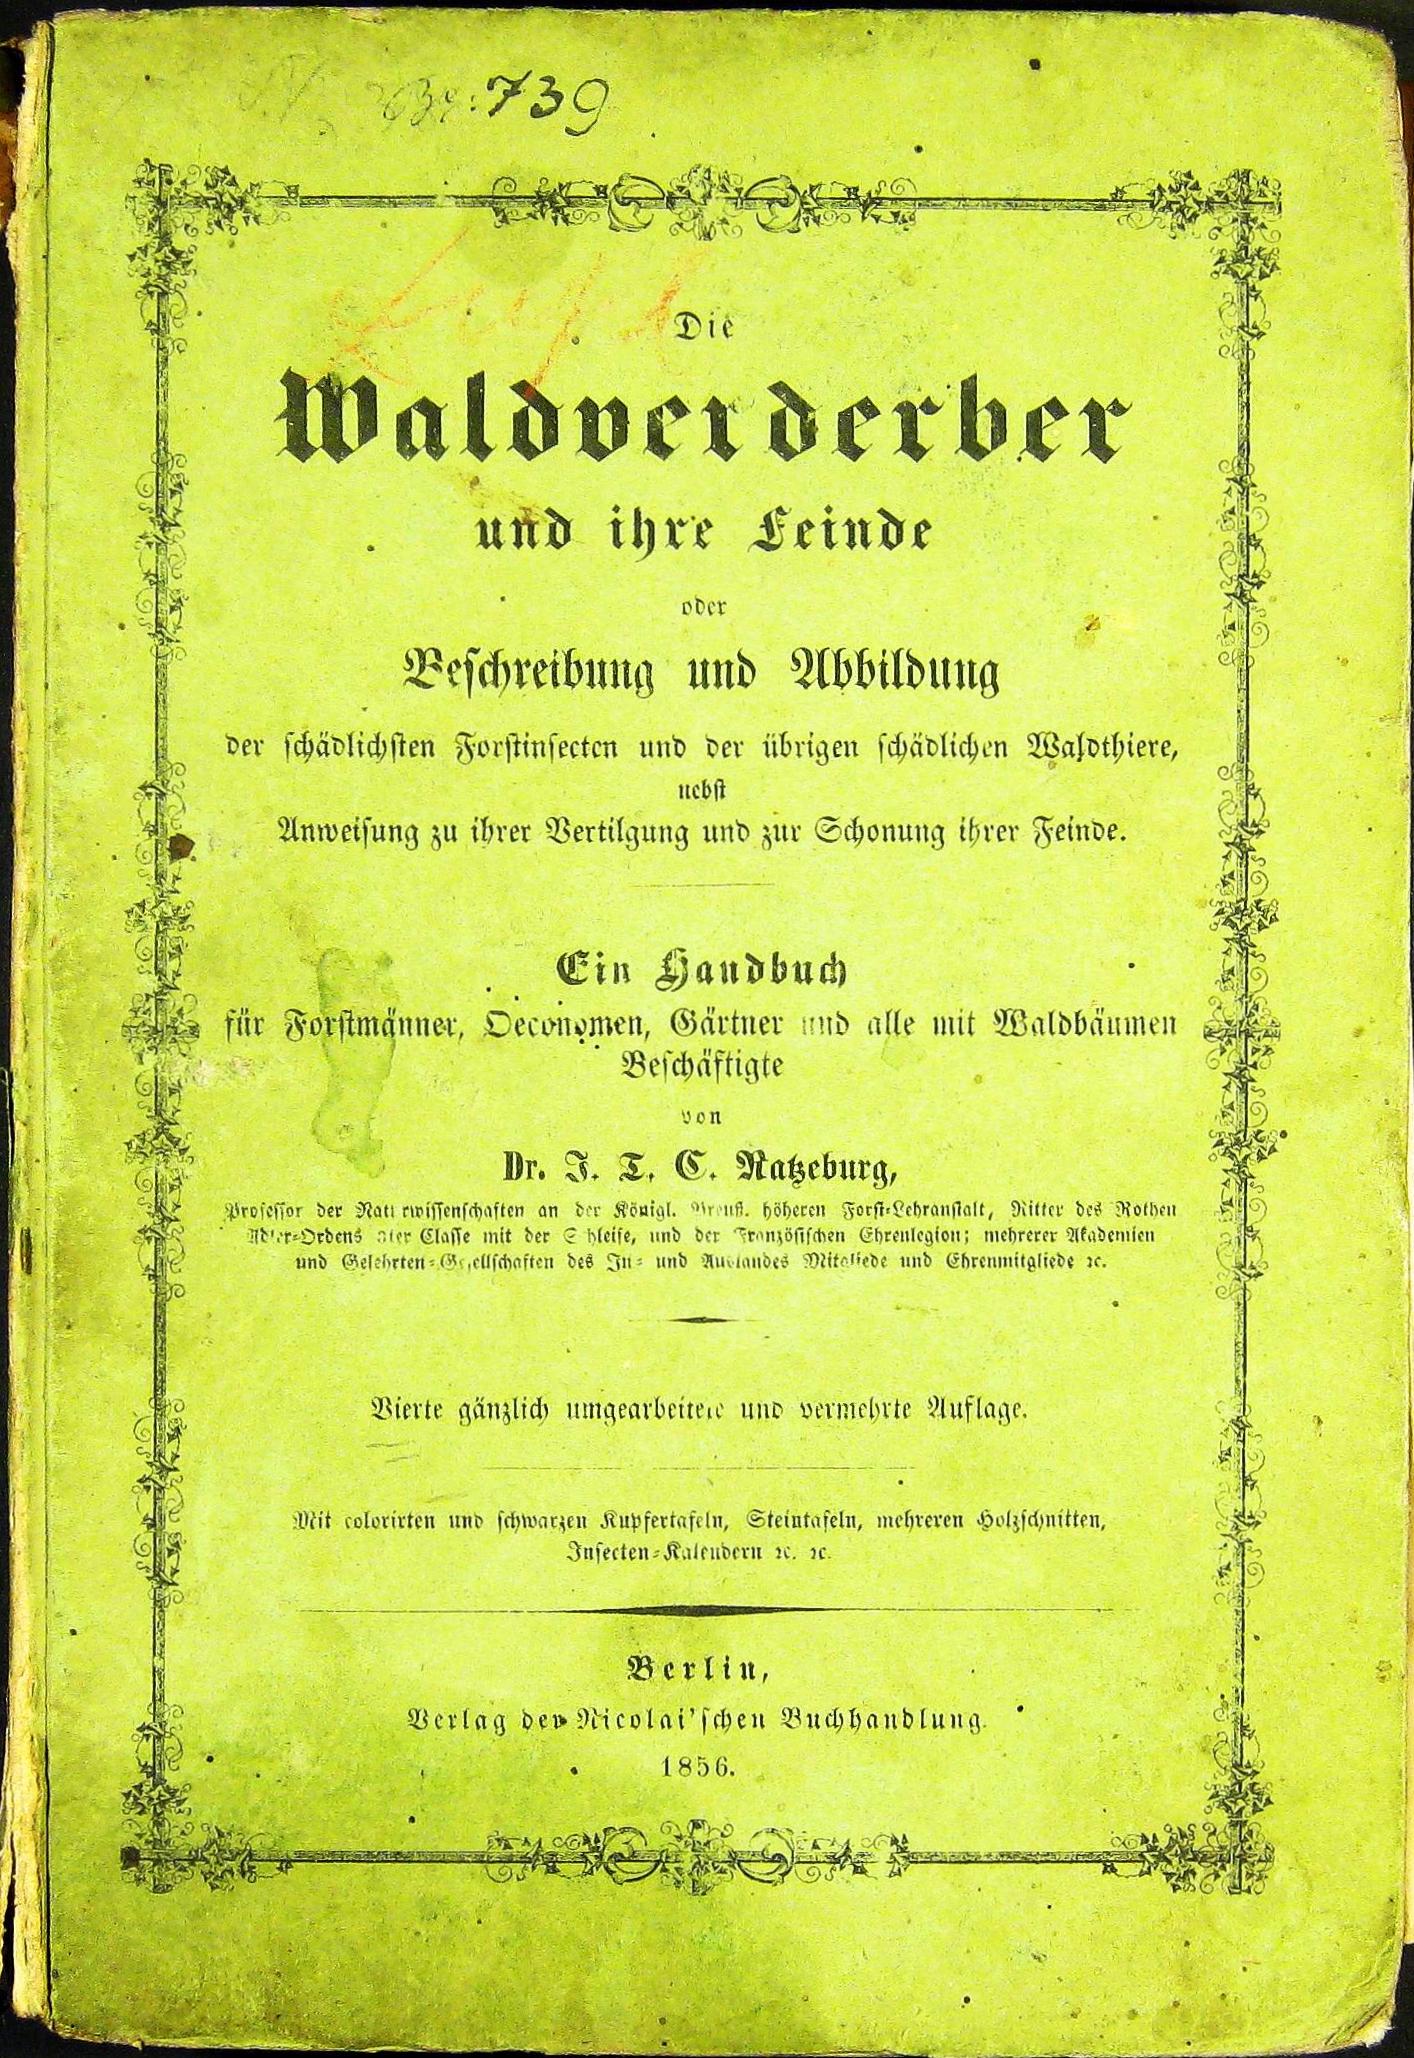 739
Die
Waldverderber
und ihre Feinde
oder
Beschreibung und Abbildung
der schädlichsten Forstinsecten und der übrigen schädlichen Waldthiere,
nebst
Anweisung zu ihrer Vertilgung und zur Schonung ihrer Feinde.
Ein Handbuch
für Forstmänner, Oeconomen, Gärtner und alle mit Waldbäumen
Beschäftigte
von
Dr. J. T. C. Ratzeburg,
Professor der Naturwissenschaften an der Königl. Preuß. höheren Forst-Lehranstalt, Ritter des Rothen
Adler-Ordens 3ter Classe mit der Schleife, und der Französischen Ehrenlegion; mehrerer Akademien
und Gelehrten-Gesellschaften des In- und Auslandes Mitgliede und Ehrenmitgliede ꝛc.
Vierte gänzlich umgearbeitete und vermehrte Auflage.
Mit colorirten und schwarzen Kupfertafeln, Steintafeln, mehreren Holzschnitten,
Insecten-Kalendern ꝛc. ꝛc.
Berlin,
Verlag der Nicolai'schen Buchhandlung.
1856.